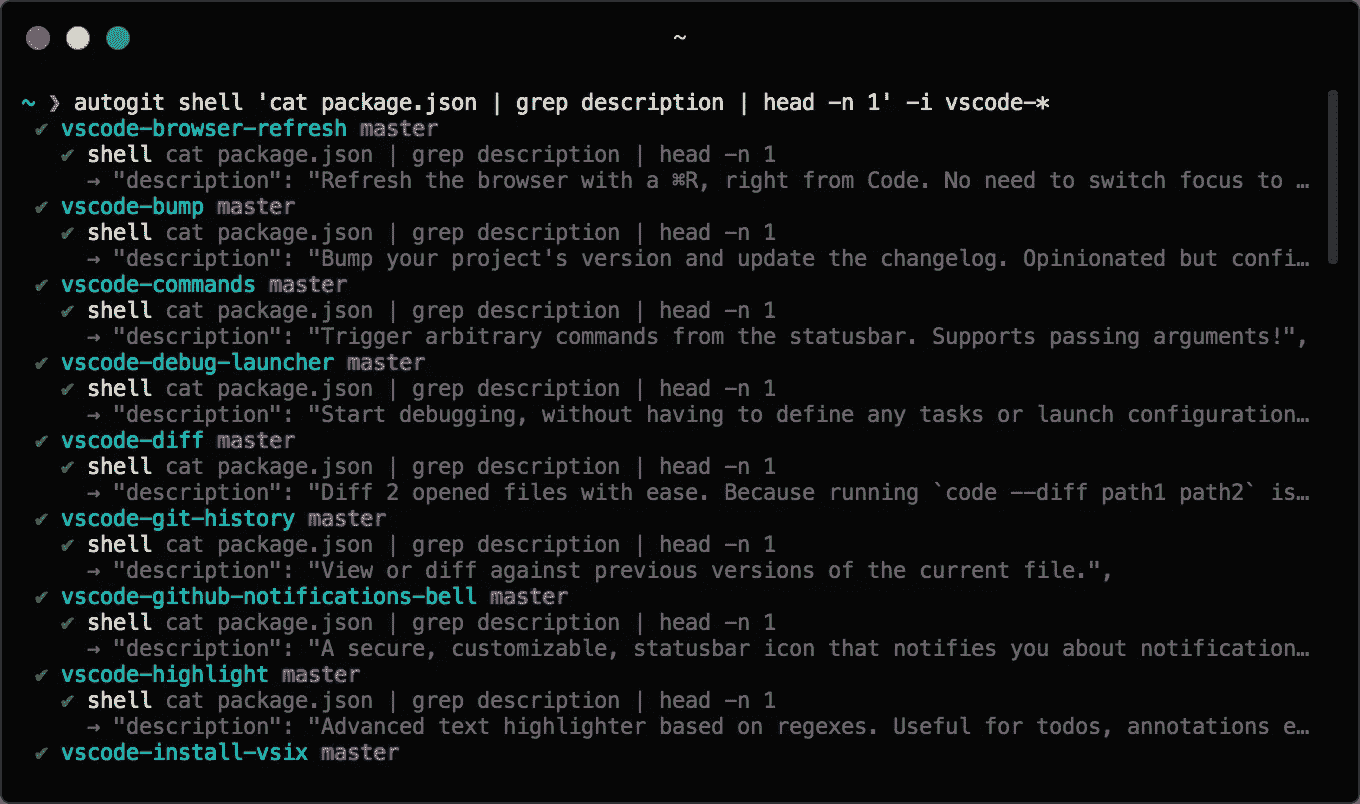 ~
~ ❯ autogit shell 'cat package.json | grep description | head -n 1' -i vscode-*
✔ vscode-browser-refresh master
✔ shell cat package.json | grep description | head -n 1
→ "description": "Refresh the browser with a ⌘R, right from Code. No need to switch focus to …
✔ vscode-bump master
✔ shell cat package.json | grep description | head -n 1
→ "description": "Bump your project's version and update the changelog. Opinionated but confi…
✔ vscode-commands master
✔ shell cat package.json | grep description | head -n 1
→ "description": "Trigger arbitrary commands from the statusbar. Supports passing arguments!",
✔ vscode-debug-launcher master
✔ shell cat package.json | grep description | head -n 1
→ "description": "Start debugging, without having to define any tasks or launch configuration…
✔ vscode-diff master
✔ shell cat package.json | grep description | head -n 1
→ "description": "Diff 2 opened files with ease. Because running `code --diff path1 path2` is…
✔ vscode-git-history master
✔ shell cat package.json | grep description | head -n 1
→ "description": "View or diff against previous versions of the current file.",
✔ vscode-github-notifications-bell master
✔ shell cat package.json | grep description | head -n 1
→ "description": "A secure, customizable, statusbar icon that notifies you about notification…
✔ vscode-highlight master
✔ shell cat package.json | grep description | head -n 1
→ "description": "Advanced text highlighter based on regexes. Useful for todos, annotations e…
✔ vscode-install-vsix master